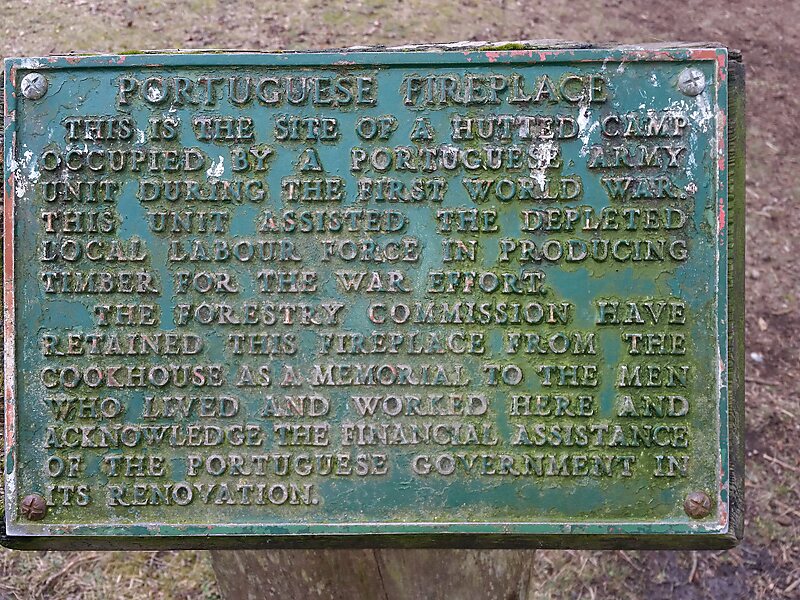 PORTUGUESE FIREPLACE
THIS IS THE SITE OF A HUTTED CAMP
OCCUPIED BY A PORTUGUESE ARMY
UNIT DURING THE FIRST WORLD WAR.
THIS UNIT ASSISTED THE DEPLETED
LOCAL LABOUR FORCE IN PRODUCING
TIMBER FOR THE WAR EFFORT.
THE FORESTRY COMMISSION HAVE
RETAINED THIS FIREPLACE FROM THE
COOKHOUSE AS A MEMORIAL TO THE MEN
WHO LIVED AND WORKED HERE AND
ACKNOWLEDGE THE FINANCIAL ASSISTANCE
OF THE PORTUGUESE GOVERNMENT IN
ITS RENOVATION.